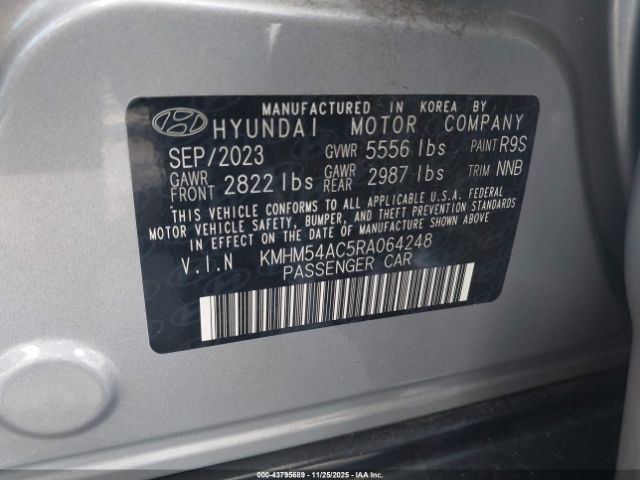 MANUFACTURED IN KOREA BY
HYUNDAI MOTOR COMPANY
SEP/2023 GVWR 5556 lbs PAINT R9S
GAWR FRONT 2822 lbs GAWR REAR 2987 lbs TRIM NNB
THIS VEHICLE CONFORMS TO ALL APPLICABLE U.S.A. FEDERAL
MOTOR VEHICLE SAFETY, BUMPER, AND THEFT PREVENTION STANDARDS
IN EFFECT ON THE DATE OF MANUFACTURE SHOWN ABOVE.
V.I.N KMHM54AC5RA064248
PASSENGER CAR
000-43795689 - 11/25/2025 - IAAI.COM